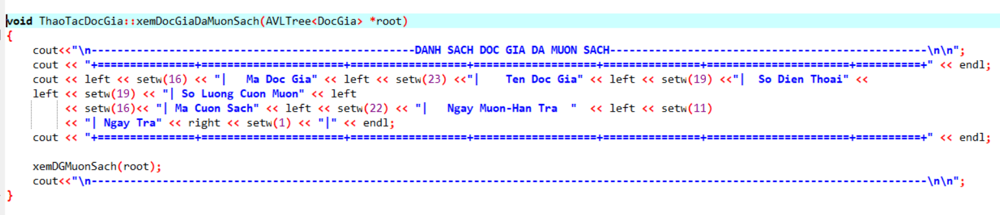 void ThaoTacDocGia::xemDocGiaDaMuonSach(AVLTree<DocGia> *root)
{
    cout<<"\n--------------------------------------------------DANH SACH DOC GIA DA MUON SACH-------------------------------------------------\n\n";
    cout << "+===============+======================+==================+===================+===============+======================+==========+" << endl;
    cout << left << setw(16) << "|   Ma Doc Gia" << left << setw(23) <<"|    Ten Doc Gia" << left << setw(19) <<"|  So Dien Thoai" <<
    left << setw(19) << "| So Luong Cuon Muon" << left
         << setw(16)<< "| Ma Cuon Sach" << left << setw(22) << "|   Ngay Muon-Han Tra  "  << left << setw(11)
         << "| Ngay Tra" << right << setw(1) << "|" << endl;
    cout << "+===============+======================+==================+===================+===============+======================+==========+" << endl;
    xemDGMuonSach(root);
    cout<<"\n---------------------------------------------------------------------------------------------------------------------------------\n\n";
}